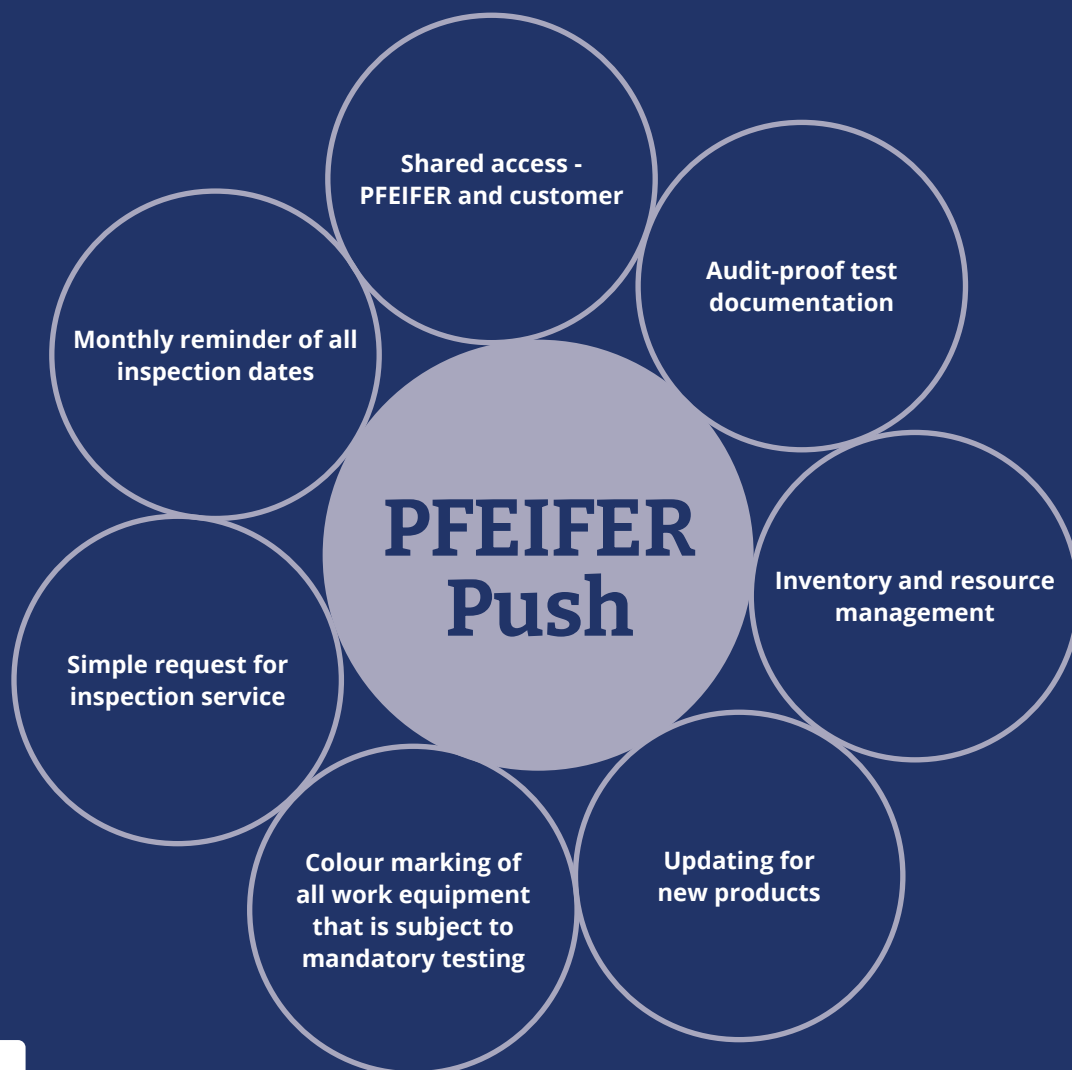 Shared access -
PFEIFER and customer
Audit-proof test
documentation
Monthly reminder of all
inspection dates
PFEIFER
Push
Inventory and resource
management
Simple request for
inspection service
Colour marking of
all work equipment
that is subject to
mandatory testing
Updating for
new products